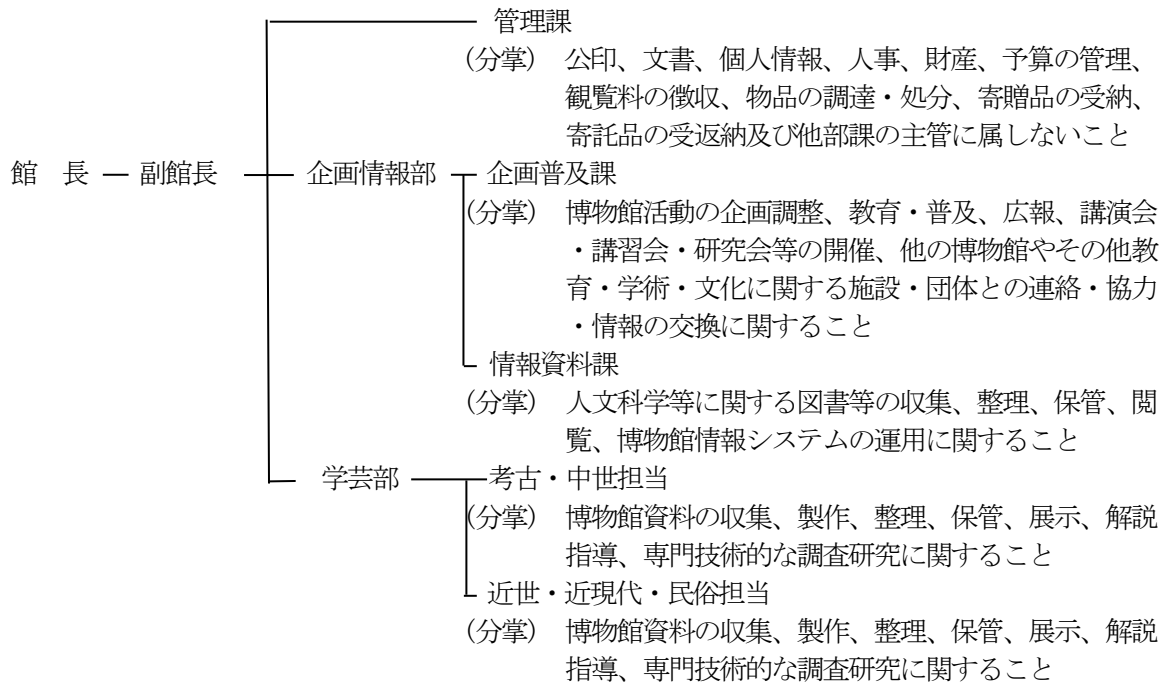 管理課
(分掌) 公印、文書、個人情報、人事、財産、予算の管理、
観覧料の徴収、物品の調達・処分、寄贈品の受納、
寄託品の受返納及び他部課の主管に属しないこと
館 長 副館長 企画情報部 企画普及課
(分掌) 博物館活動の企画調整、教育・普及、広報、講演会
・講習会・研究会等の開催、他の博物館やその他教
育・学術・文化に関する施設・団体との連絡・協力
・情報の交換に関すること
情報資料課
(分掌) 人文科学等に関する図書等の収集、整理、保管、閲
覧、博物館情報システムの運用に関すること
学芸部 考古・中世担当
(分掌) 博物館資料の収集、製作、整理、保管、展示、解説
指導、専門技術的な調査研究に関すること
近世・近現代・民俗担当
(分掌) 博物館資料の収集、製作、整理、保管、展示、解説
指導、専門技術的な調査研究に関すること